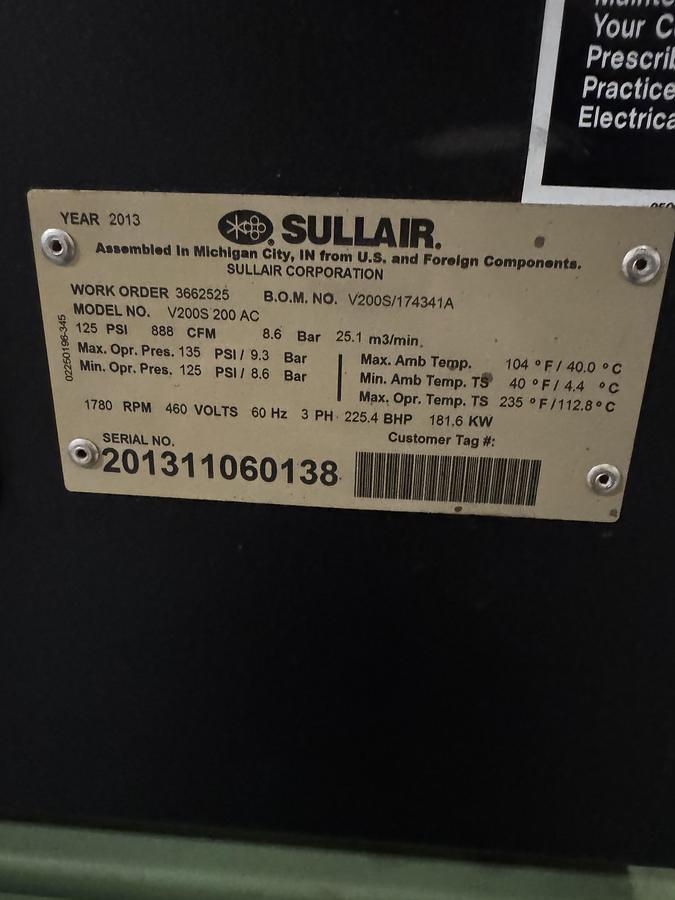 Your
Practice
YEAR 2013
SULLAIR.
Assembled in Michigan City, IN from U.S. and Foreign Components.
SULLAIR CORPORATION
WORK ORDER 3662525 B.O.M. NO. V200S/174341A
MODEL NO. V200S 200 AC
125 PSI 888 CFM 8.6 Bar 25.1 m3/min.
Max. Opr. Pres. 135 PSI / 9.3 Bar
Min. Opr. Pres. 125 PSI / 8.6 Bar
Max. Amb Temp. 104 °F / 40.0 °C
Min. Amb Temp. TS 40 °F / 4.4 °C
Max. Opr. Temp. TS 235 °F / 112.8 °C
1780 RPM 460 VOLTS 60 Hz 3 PH 225.4 BHP 181.6 KW
SERIAL NO. Customer Tag #:
201311060138
02250196-345